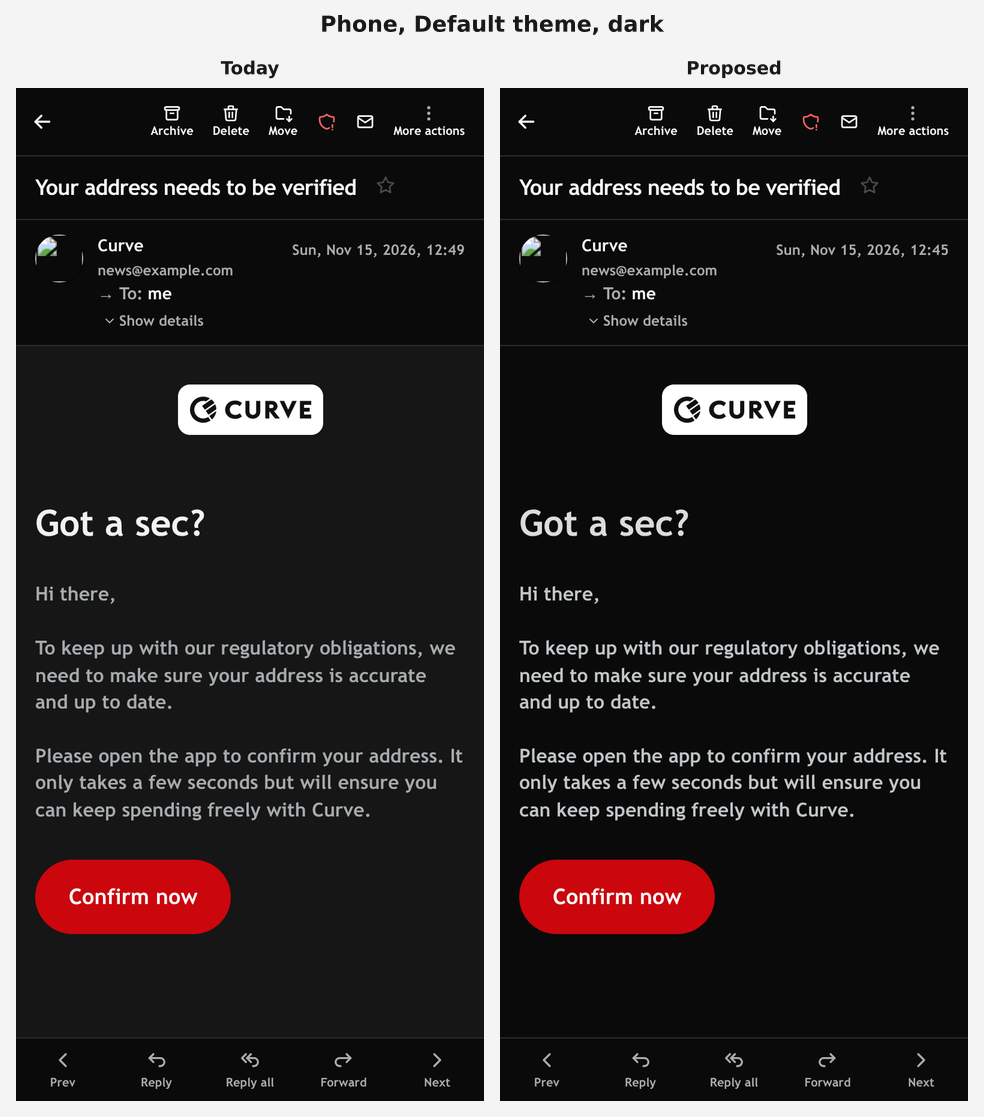 Phone, Default theme, dark
Today
Archive
Delete
Move
More actions
Your address needs to be verified
Curve
Sun, Nov 15, 2026, 12:49
news@example.com
→ To: me
Show details
CURVE
Got a sec?
Hi there,
To keep up with our regulatory obligations, we
need to make sure your address is accurate
and up to date.
Please open the app to confirm your address. It
only takes a few seconds but will ensure you
can keep spending freely with Curve.
Confirm now
Prev
Reply
Reply all
Forward
Next
Proposed
Archive
Delete
Move
More actions
Your address needs to be verified
Curve
Sun, Nov 15, 2026, 12:45
news@example.com
→ To: me
Show details
CURVE
Got a sec?
Hi there,
To keep up with our regulatory obligations, we
need to make sure your address is accurate
and up to date.
Please open the app to confirm your address. It
only takes a few seconds but will ensure you
can keep spending freely with Curve.
Confirm now
Prev
Reply
Reply all
Forward
Next